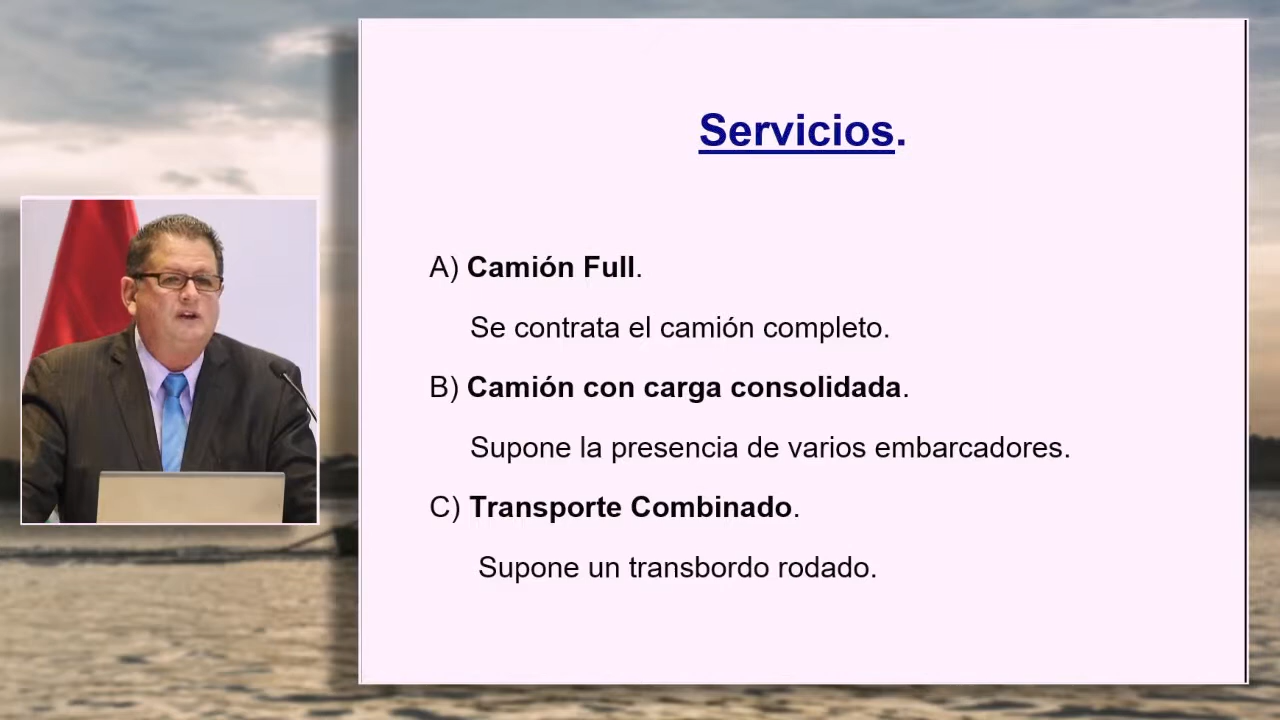 Servicios.
A) Camión Full.
Se contrata el camión completo.
B) Camión con carga consolidada.
Supone la presencia de varios embarcadores.
C) Transporte Combinado.
Supone un transbordo rodado.